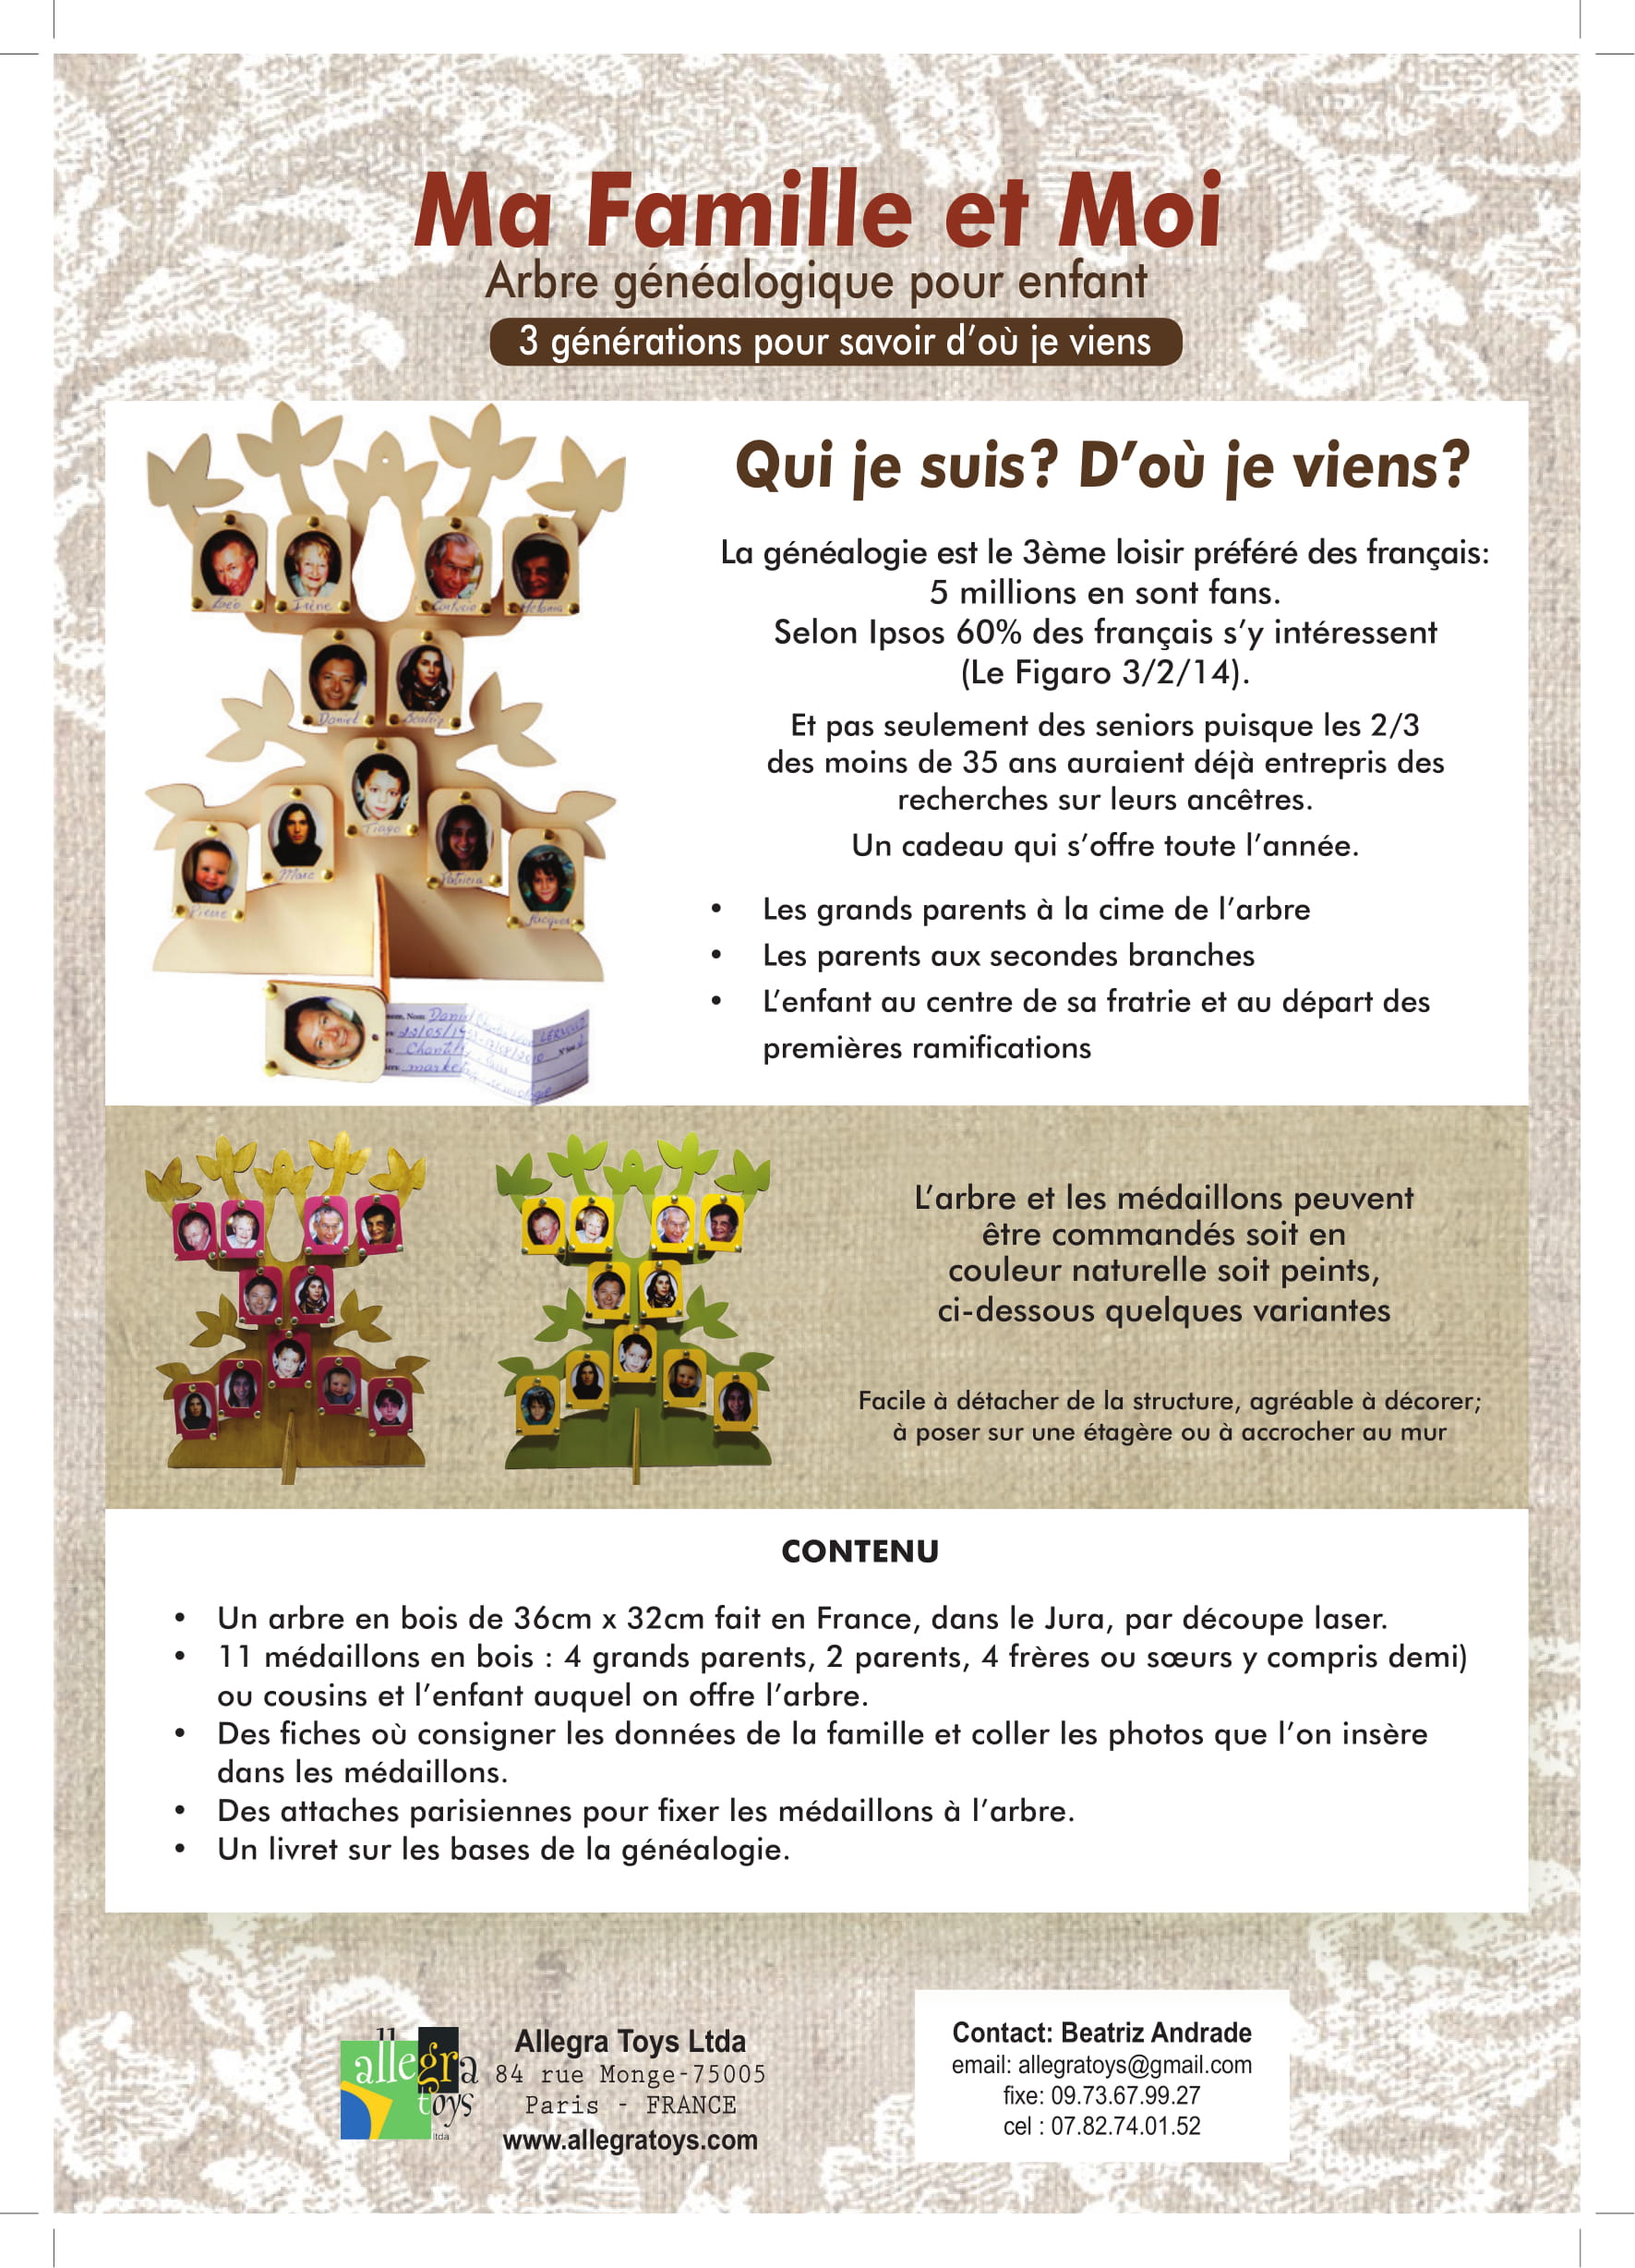 Ma Famille et Moi
Arbre généalogique pour enfant
3 générations pour savoir d'où je viens
Qui je suis? D'où je viens?
La généalogie est le 3ème loisir préféré des français:
5 millions en sont fans.
Selon Ipsos 60% des français s'y intéressent
(Le Figaro 3/2/14).
Et pas seulement des seniors puisque les 2/3
des moins de 35 ans auraient déjà entrepris des
recherches sur leurs ancêtres.
Un cadeau qui s'offre toute l'année.
• Les grands parents à la cime de l'arbre
• Les parents aux secondes branches
• L'enfant au centre de sa fratrie et au départ des
premières ramifications
Irène
Daniel
Beatriz
Tiago
Marc
Patricia
Pierre
Jacques
Nom: Daniel
Chantilly
L'arbre et les médaillons peuvent
être commandés soit en
couleur naturelle soit peints,
ci-dessous quelques variantes
Facile à détacher de la structure, agréable à décorer;
à poser sur une étagère ou à accrocher au mur
CONTENU
• Un arbre en bois de 36cm x 32cm fait en France, dans le Jura, par découpe laser.
• 11 médaillons en bois : 4 grands parents, 2 parents, 4 frères ou sœurs y compris demi)
ou cousins et l'enfant auquel on offre l'arbre.
• Des fiches où consigner les données de la famille et coller les photos que l'on insère
dans les médaillons.
• Des attaches parisiennes pour fixer les médaillons à l'arbre.
• Un livret sur les bases de la généalogie.
allegra
toys
ltda
Allegra Toys Ltda
84 rue Monge-75005
Paris - FRANCE
www.allegratoys.com
Contact: Beatriz Andrade
email: allegratoys@gmail.com
fixe: 09.73.67.99.27
cel : 07.82.74.01.52